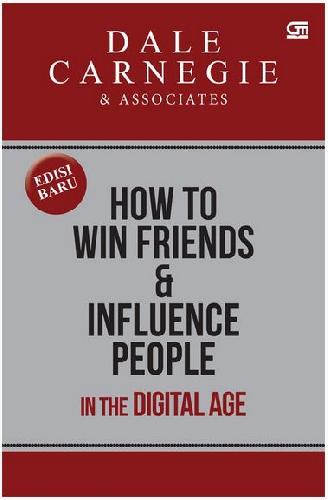 DALE
CARNEGIE
& ASSOCIATES
EDISI
BARU
HOW TO
WIN FRIENDS
&
INFLUENCE
PEOPLE
IN THE DIGITAL AGE